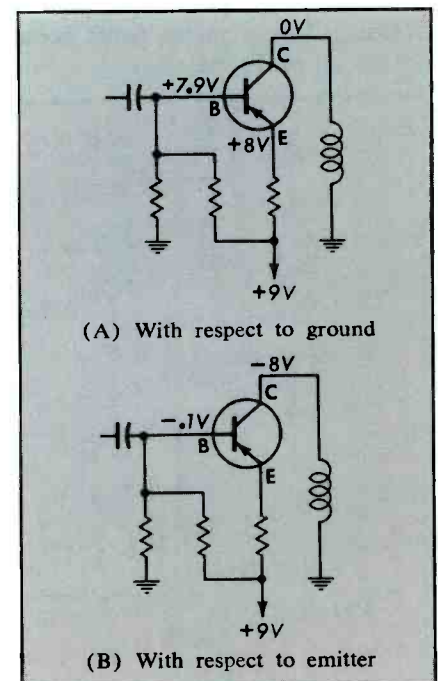 0V
C
+7.9V
B
+8V
E
+9V
(A) With respect to ground
-8V
C
-.1V
B
E
+9V
(B) With respect to emitter